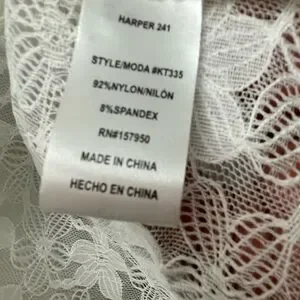 HARPER 241
STYLE/MODA #KT335
92%NYLON/NILÓN
8%SPANDEX
RN#157950
MADE IN CHINA
HECHO EN CHINA